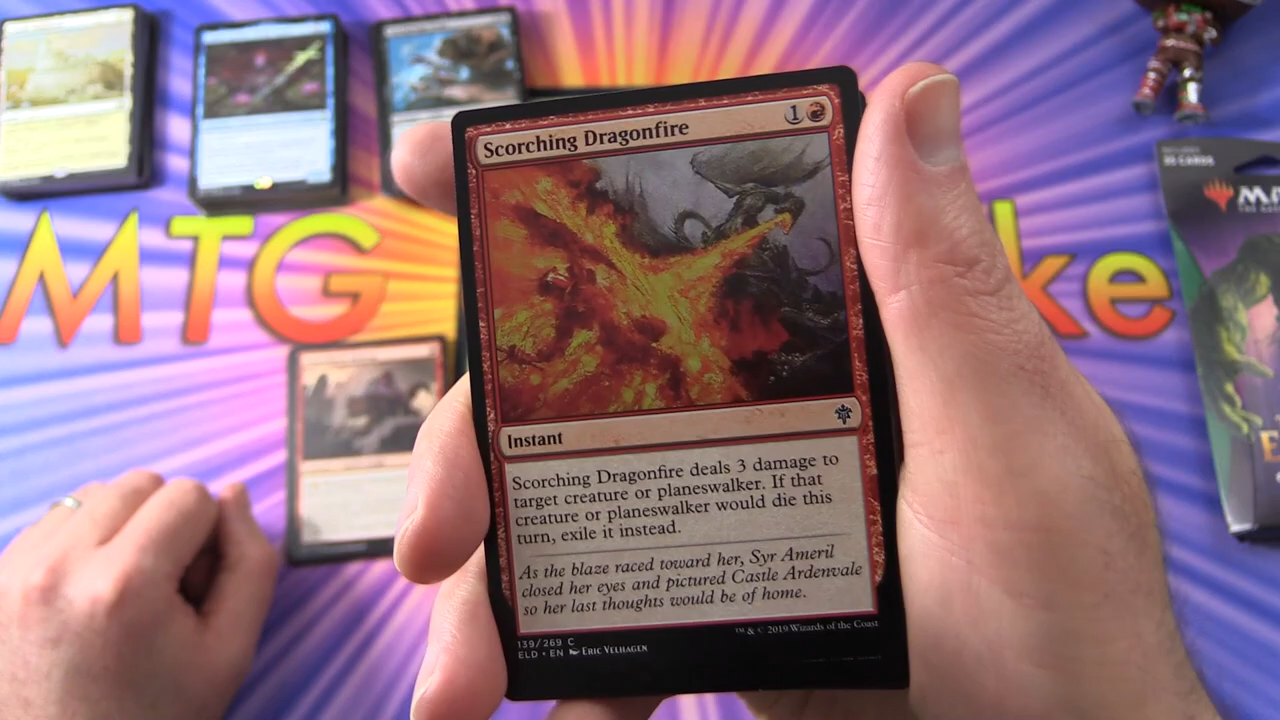 Scorching Dragonfire
1
Instant
Scorching Dragonfire deals 3 damage to
target creature or planeswalker. If that
creature or planeswalker would die this
turn, exile it instead.
As the blaze raced toward her, Syr Ameril
closed her eyes and pictured Castle Ardenvale
so her last thoughts would be of home.
139/269 C
ELD • EN Eric Velhagen
™ & © 2019 Wizards of the Coast
MTG
ke